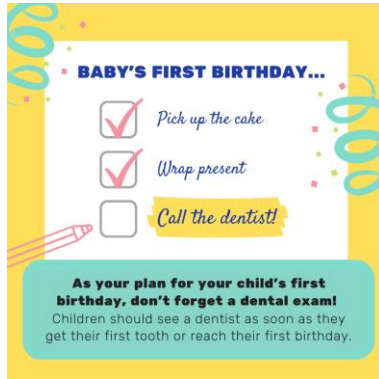 BABY'S FIRST BIRTHDAY...
Pick up the cake
Wrap present
Call the dentist!
As your plan for your child's first
birthday, don't forget a dental exam!
Children should see a dentist as soon as they
get their first tooth or reach their first birthday.